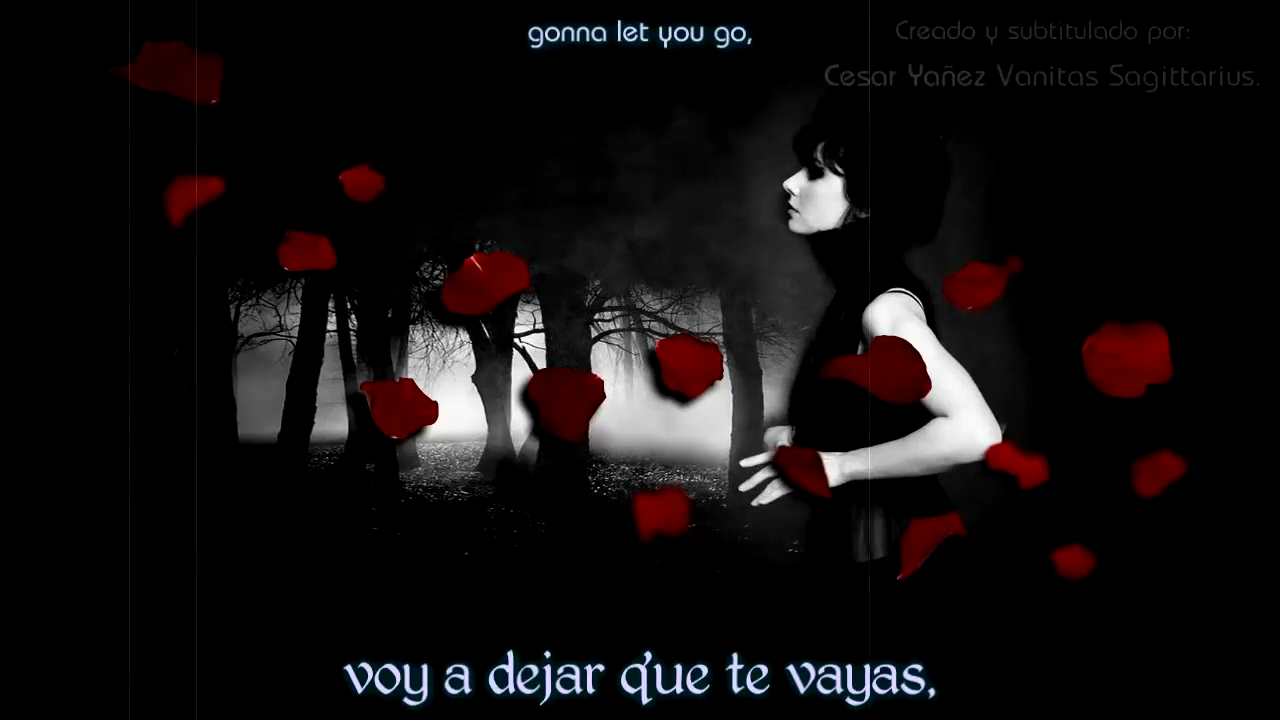 gonna let you go,
Creado y subtitulado por:
Cesar Yañez Vanitas Sagittarius.
voy a dejar que te vayas,